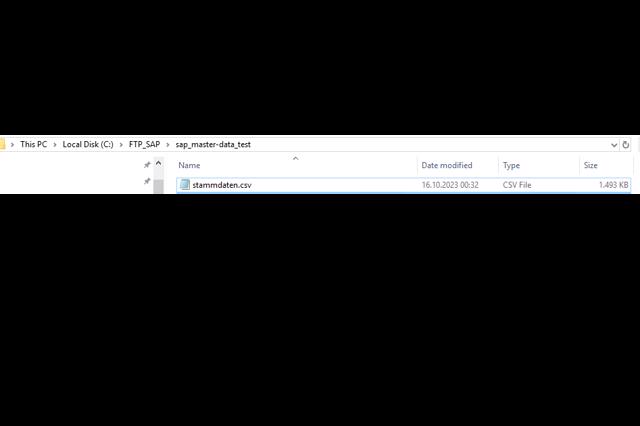 This PC > Local Disk (C:) > FTP_SAP > sap_master-data_test
Name Date modified Type Size
stammdaten.csv 16.10.2023 00:32 CSV File 1.493 KB